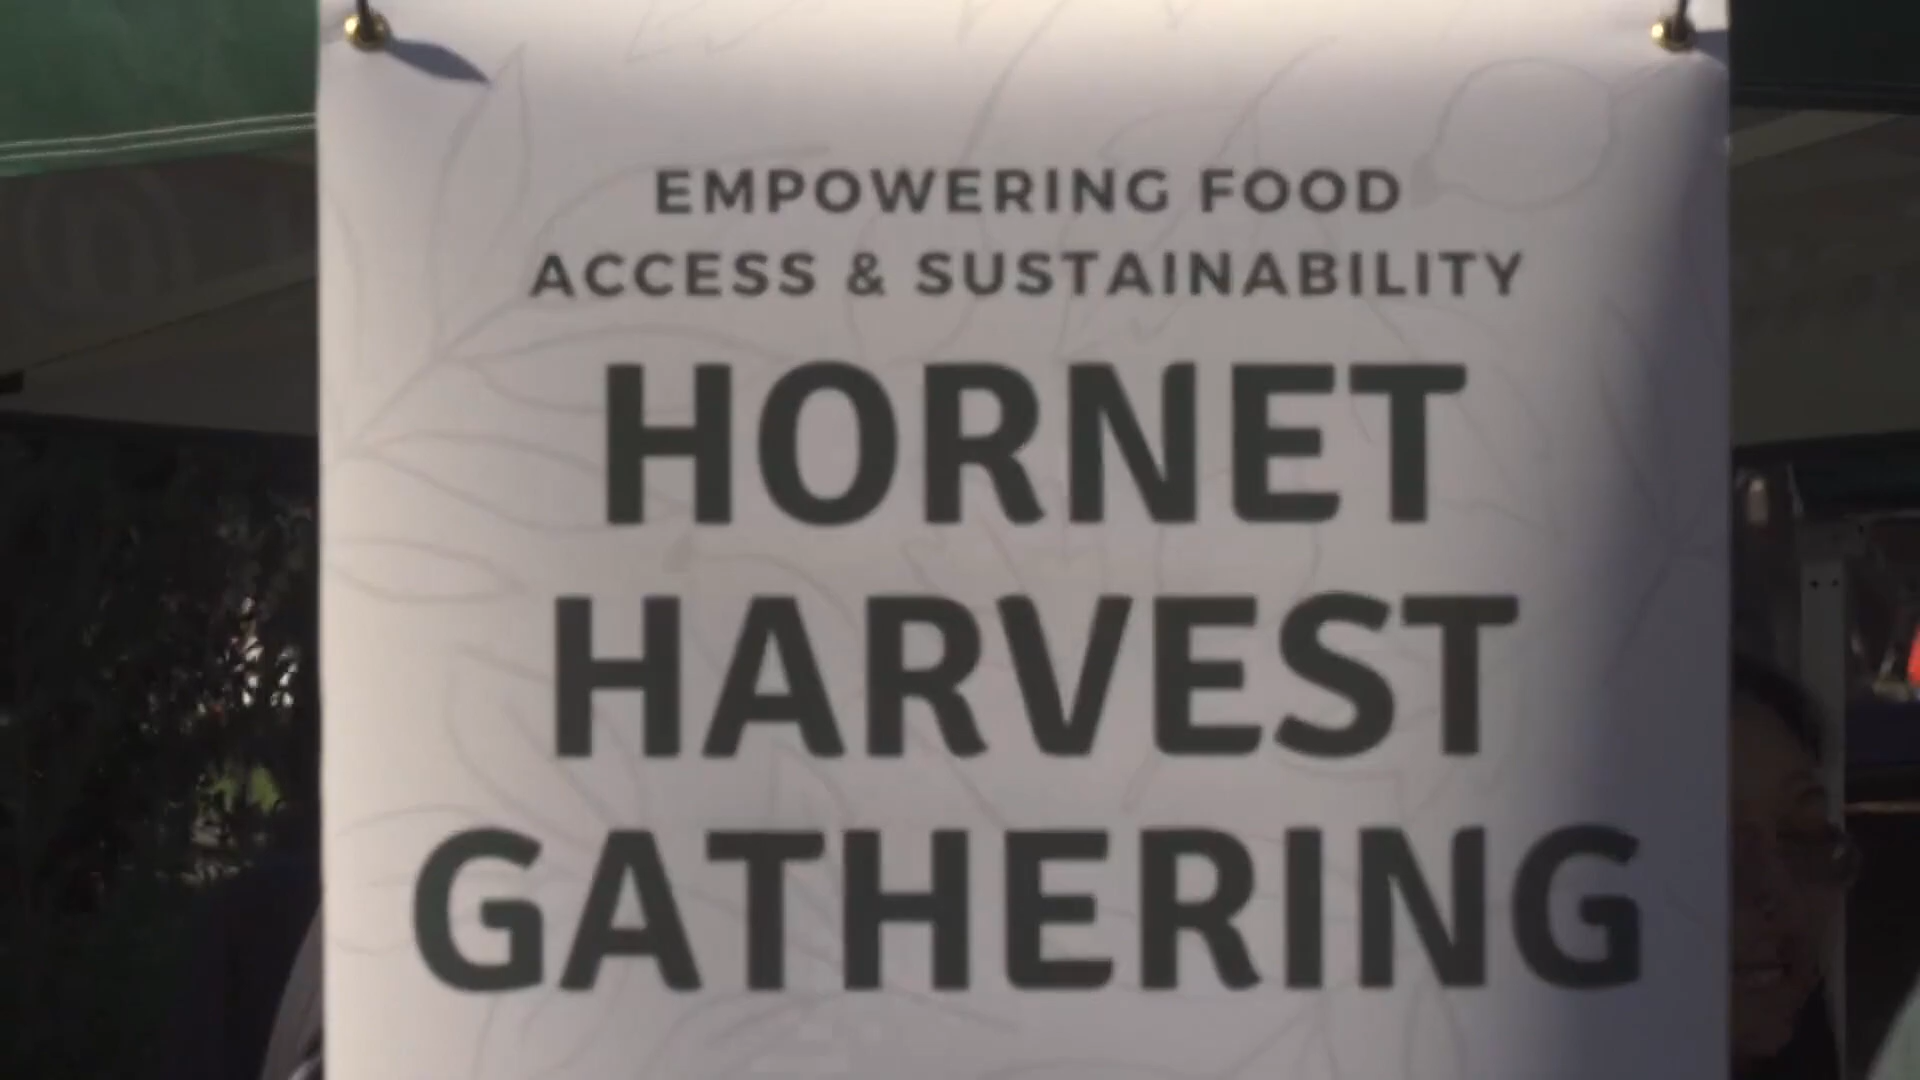 EMPOWERING FOOD
ACCESS & SUSTAINABILITY
HORNET
HARVEST
GATHERING